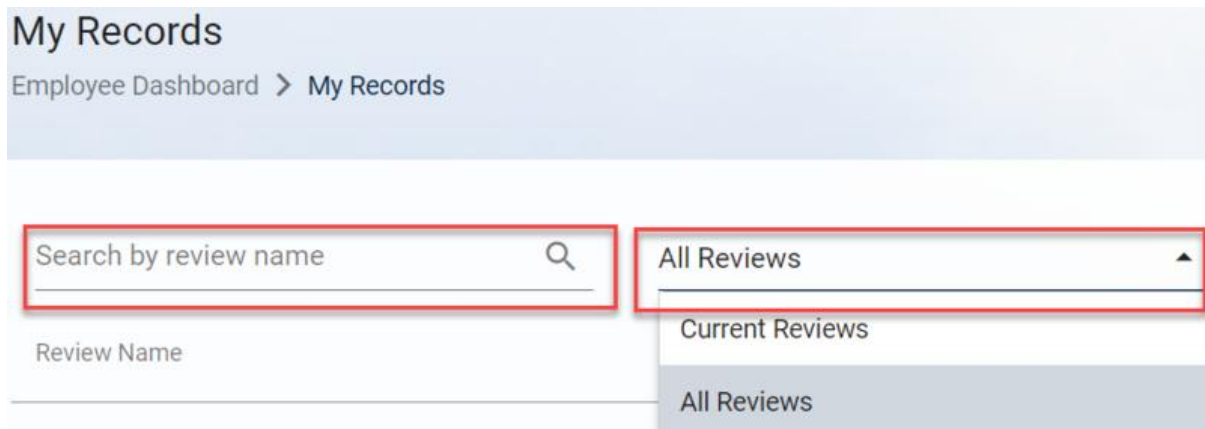 My Records
Employee Dashboard > My Records
Search by review name
All Reviews
Current Reviews
Review Name
All Reviews